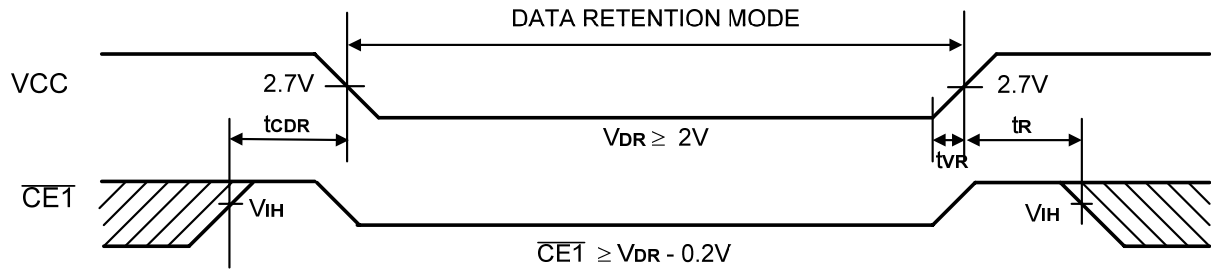 DATA RETENTION MODE
VCC
2.7V
2.7V
tCDR
VDR ≥ 2V
tVR
tR
CE1
VIH
VIH
CE1 ≥ VDR - 0.2V